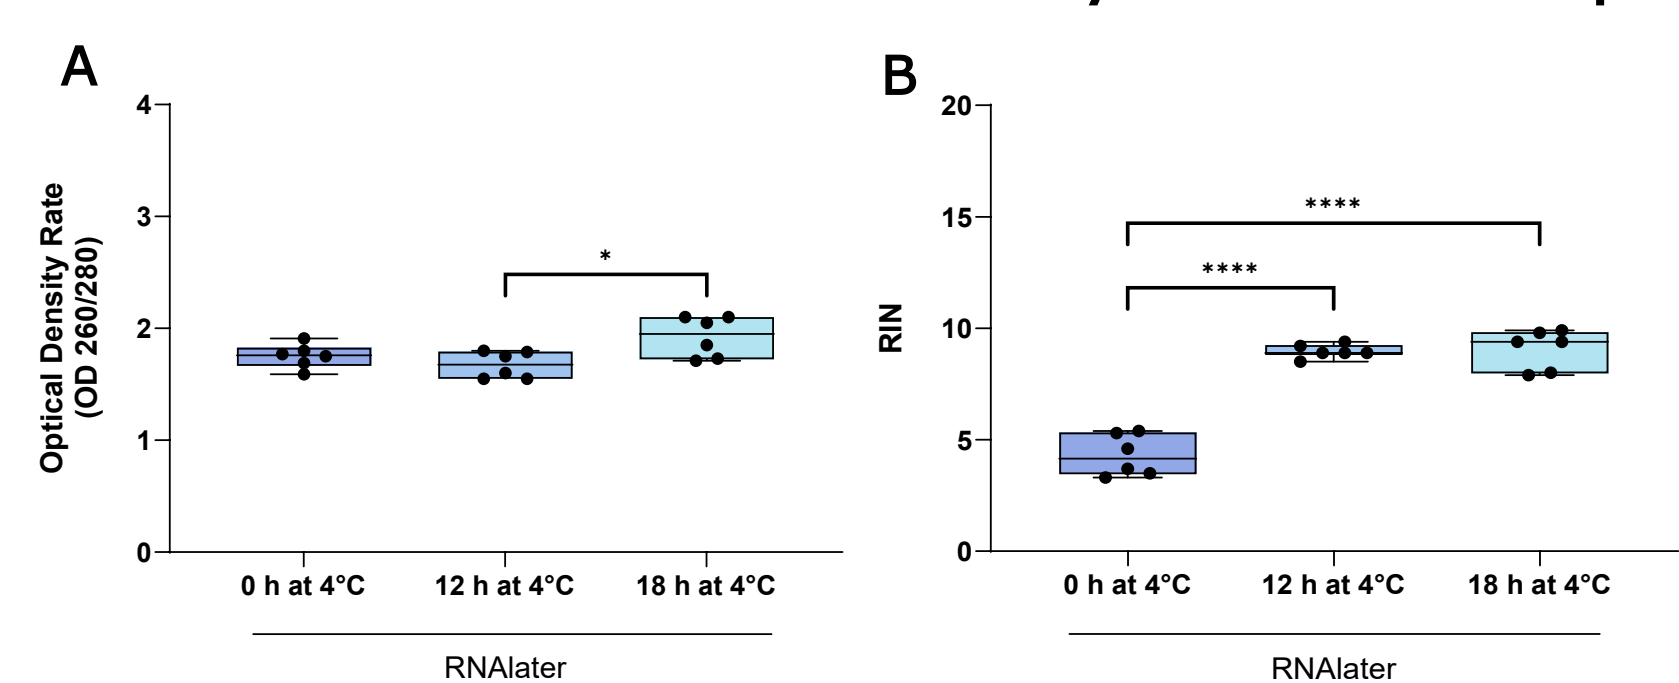 A
4
3
2
1
0
Optical Density Rate
(OD 260/280)
*
0 h at 4°C 12 h at 4°C 18 h at 4°C
RNAlater
B
20
15
10
5
0
RIN
****
****
0 h at 4°C 12 h at 4°C 18 h at 4°C
RNAlater